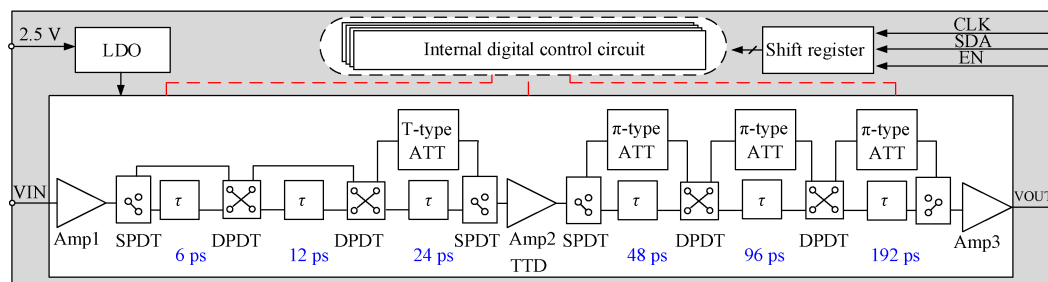 2.5 V
LDO
Internal digital control circuit
Shift register
CLK
SDA
EN
T-type
ATT
π-type
ATT
π-type
ATT
π-type
ATT
VIN
τ
τ
τ
τ
τ
τ
VOUT
Amp1
SPDT
DPDT
DPDT
SPDT
Amp2
SPDT
DPDT
DPDT
Amp3
6 ps
12 ps
24 ps
TTD
48 ps
96 ps
192 ps